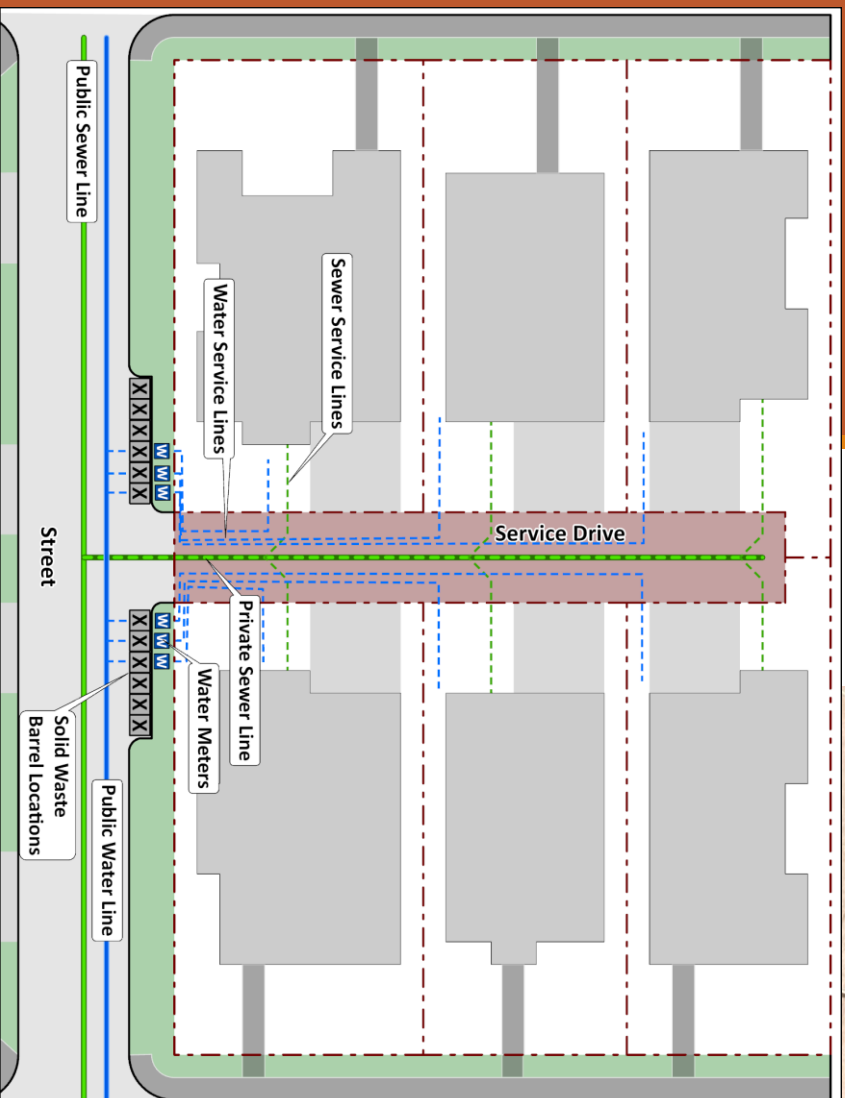 Public Sewer Line
Sewer Service Lines
Water Service Lines
X
X
X
X
X
X
W
W
W
Service Drive
Street
Private Sewer Line
W
W
W
X
X
X
X
X
X
Water Meters
Solid Waste
Barrel Locations
Public Water Line